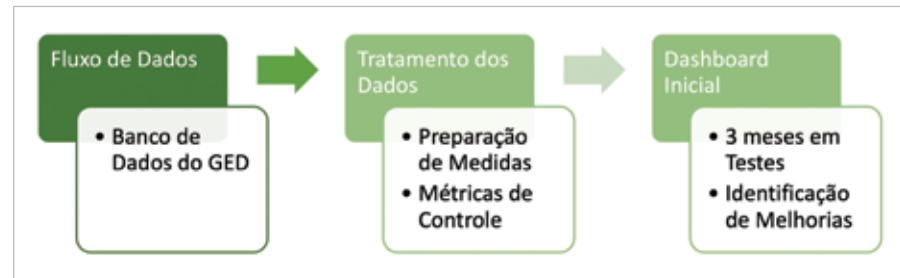 Fluxo de Dados
• Banco de
Dados do GED
Tratamento dos
Dados
• Preparação
de Medidas
• Métricas de
Controle
Dashboard
Inicial
• 3 meses em
Testes
• Identificação
de Melhorias